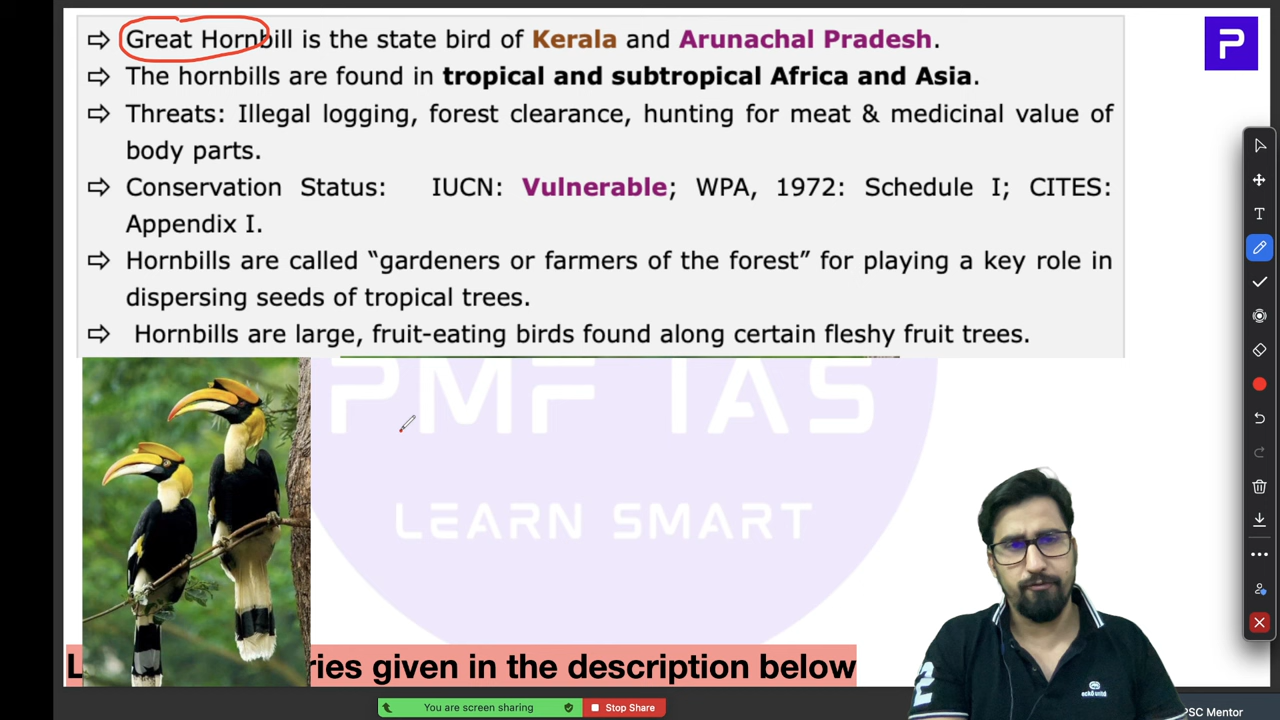 ⇨ Great Hornbill is the state bird of Kerala and Arunachal Pradesh.
⇨ The hornbills are found in tropical and subtropical Africa and Asia.
⇨ Threats: Illegal logging, forest clearance, hunting for meat & medicinal value of
body parts.
⇨ Conservation Status: IUCN: Vulnerable; WPA, 1972: Schedule I; CITES:
Appendix I.
⇨ Hornbills are called “gardeners or farmers of the forest” for playing a key role in
dispersing seeds of tropical trees.
⇨ Hornbills are large, fruit-eating birds found along certain fleshy fruit trees.
P
T
PMF IAS
LEARN SMART
given in the description below
You are screen sharing
Stop Share
PSC Mentor